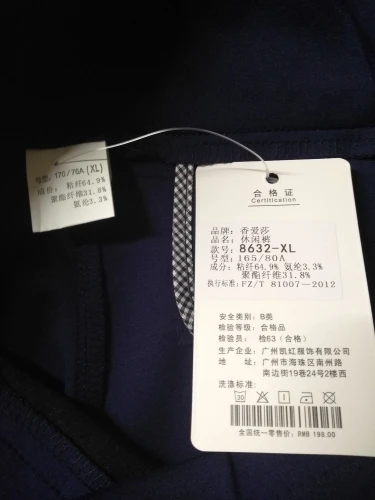 号型: 170/76A(XL)
成份: 粘纤64.9%
聚酯纤维31.8%
氨纶3.3%
合格证
Certitication
品牌: 香爱莎
品名: 休闲裤
款号: 8632-XL
号型: 165/80A
成分: 粘纤64.9% 氨纶3.3%
聚酯纤维31.8%
执行标准: FZ/T 81007-2012
安全类别: B类
检验等级: 合格品
检验员: 检63(合格)
生产企业: 广州凯红服饰有限公司
地 址: 广州市海珠区南洲路
南边街19巷24号2楼西
洗涤标准:
全国统一零售价: RMB 199.00